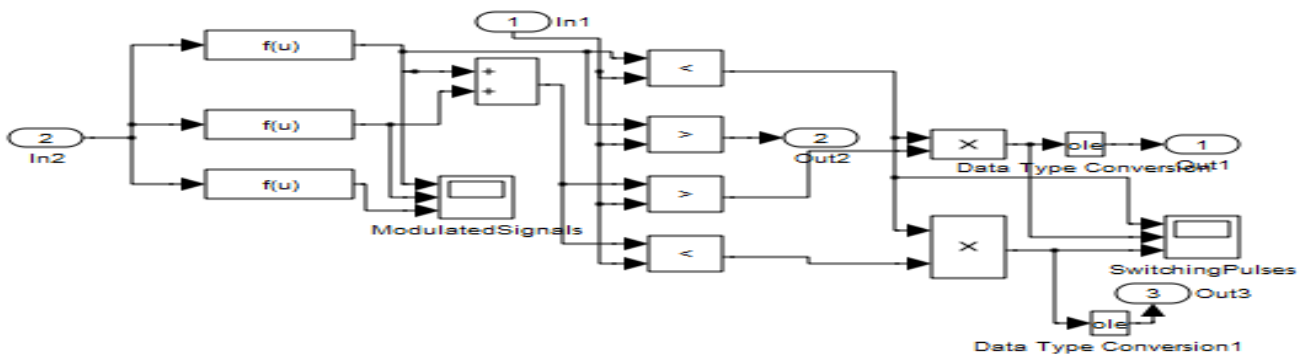 1 In1
f(u)
<
+
+
f(u)
>
2
Out2
2
In2
X
ole
1
Out1
Data Type Conversion
f(u)
>
ModulatedSignals
<
X
SwitchingPulses
3 Out3
ole
Data Type Conversion1